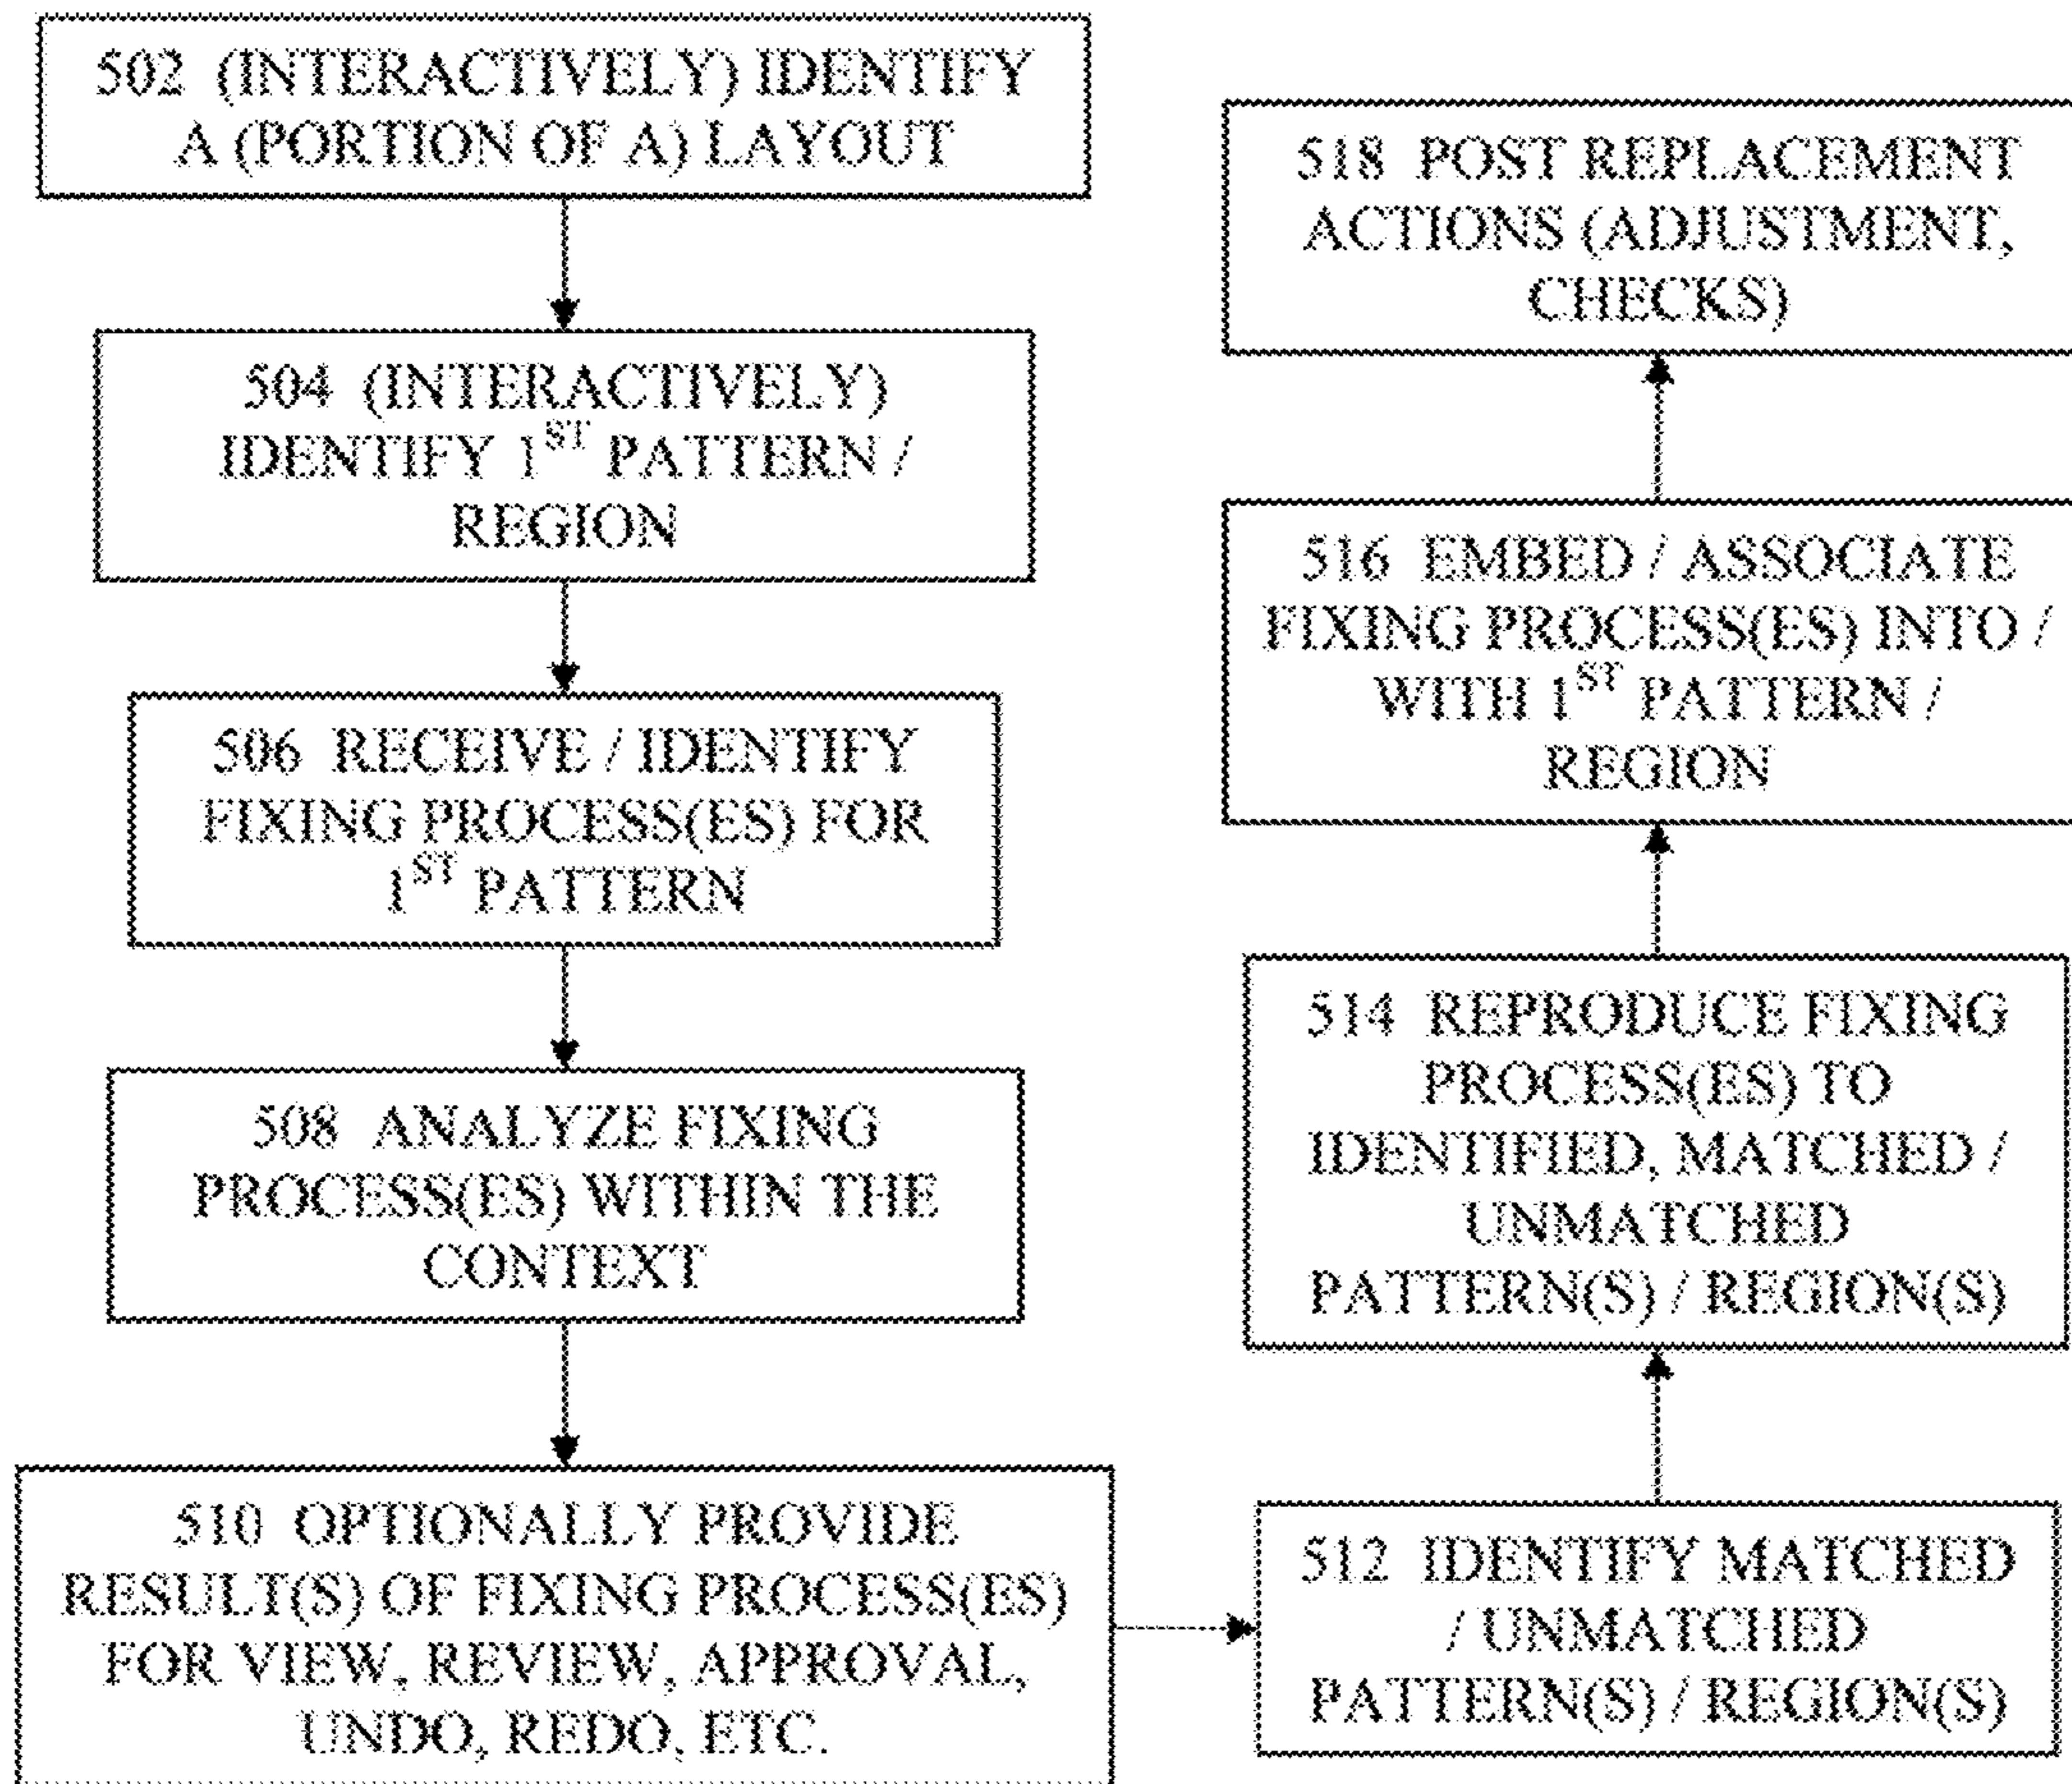 502 (INTERACTIVELY) IDENTIFY
A (PORTION OF A) LAYOUT
504 (INTERACTIVELY)
IDENTIFY 1ST PATTERN /
REGION
506 RECEIVE / IDENTIFY
FIXING PROCESS(ES) FOR
1ST PATTERN
508 ANALYZE FIXING
PROCESS(ES) WITHIN THE
CONTEXT
510 OPTIONALLY PROVIDE
RESULT(S) OF FIXING PROCESS(ES)
FOR VIEW, REVIEW, APPROVAL,
UNDO, REDO, ETC.
512 IDENTIFY MATCHED
/ UNMATCHED
PATTERN(S) / REGION(S)
514 REPRODUCE FIXING
PROCESS(ES) TO
IDENTIFIED, MATCHED /
UNMATCHED
PATTERN(S) / REGION(S)
516 EMBED / ASSOCIATE
FIXING PROCESS(ES) INTO /
WITH 1ST PATTERN /
REGION
518 POST REPLACEMENT
ACTIONS (ADJUSTMENT,
CHECKS)